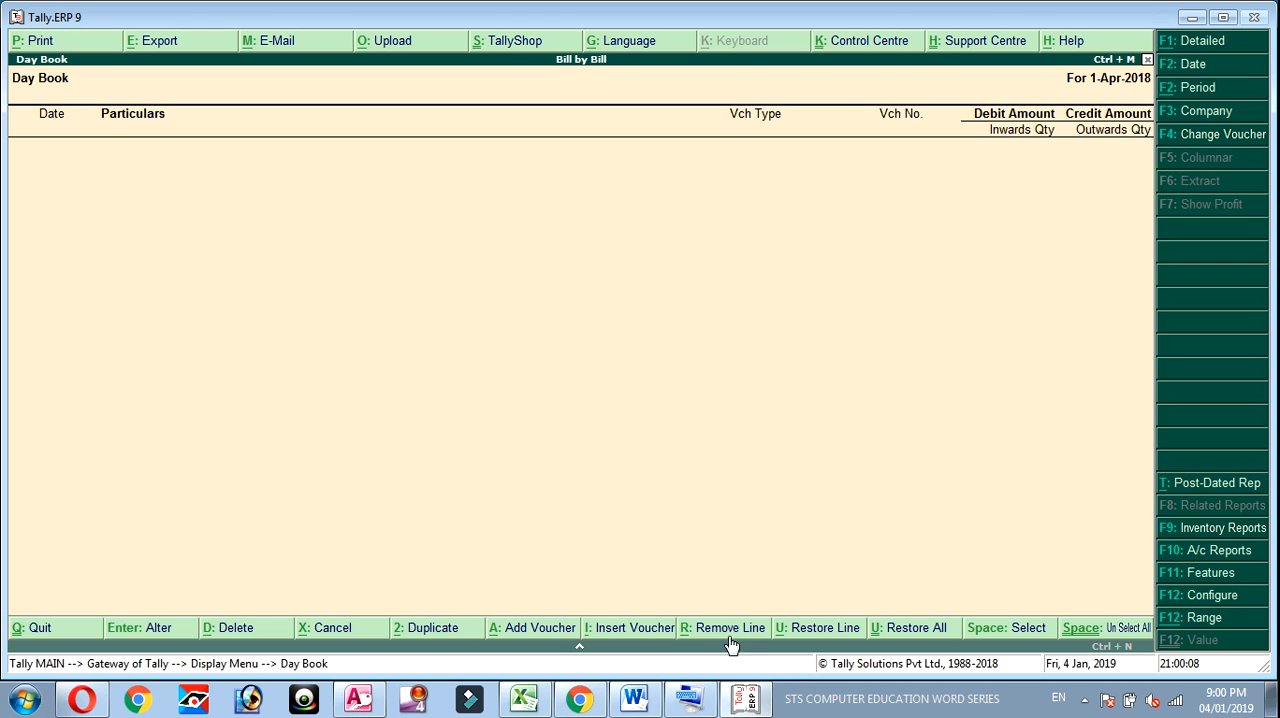 Tally.ERP 9
P: Print E: Export M: E-Mail O: Upload S: TallyShop G: Language K: Keyboard K: Control Centre H: Support Centre H: Help
Day Book Bill by Bill Ctrl + M
Day Book For 1-Apr-2018
Date Particulars Vch Type Vch No. Debit Amount Credit Amount
Inwards Qty Outwards Qty
F1: Detailed
F2: Date
F2: Period
F3: Company
F4: Change Voucher
F5: Columnar
F6: Extract
F7: Show Profit
T: Post-Dated Rep
F8: Related Reports
F9: Inventory Reports
F10: A/c Reports
F11: Features
F12: Configure
F12: Range
F12: Value
Q: Quit Enter: Alter D: Delete X: Cancel 2: Duplicate A: Add Voucher I: Insert Voucher R: Remove Line U: Restore Line U: Restore All Space: Select Space: Un Select All
Ctrl + N
Tally MAIN --> Gateway of Tally --> Display Menu --> Day Book © Tally Solutions Pvt Ltd., 1988-2018 Fri, 4 Jan, 2019 21:00:08
STS COMPUTER EDUCATION WORD SERIES EN 9:00 PM
04/01/2019